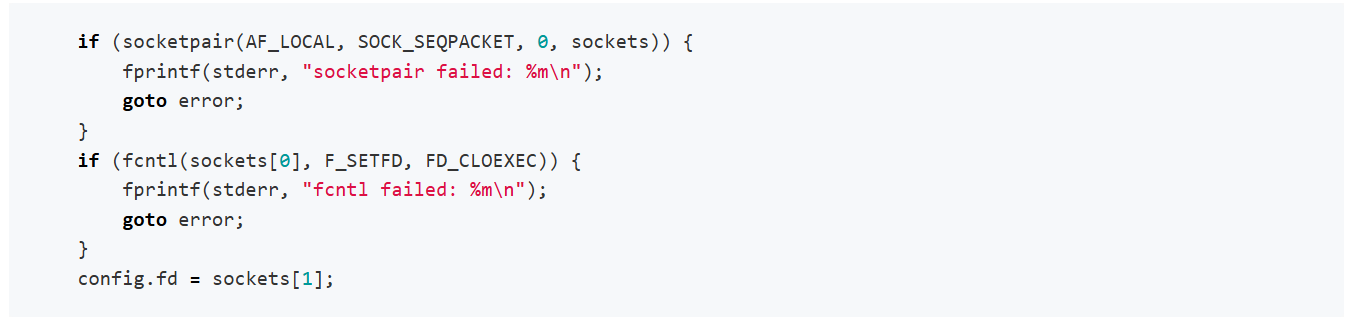 if (socketpair(AF_LOCAL, SOCK_SEQPACKET, 0, sockets)) {
    fprintf(stderr, "socketpair failed: %m\n");
    goto error;
}
if (fcntl(sockets[0], F_SETFD, FD_CLOEXEC)) {
    fprintf(stderr, "fcntl failed: %m\n");
    goto error;
}
config.fd = sockets[1];